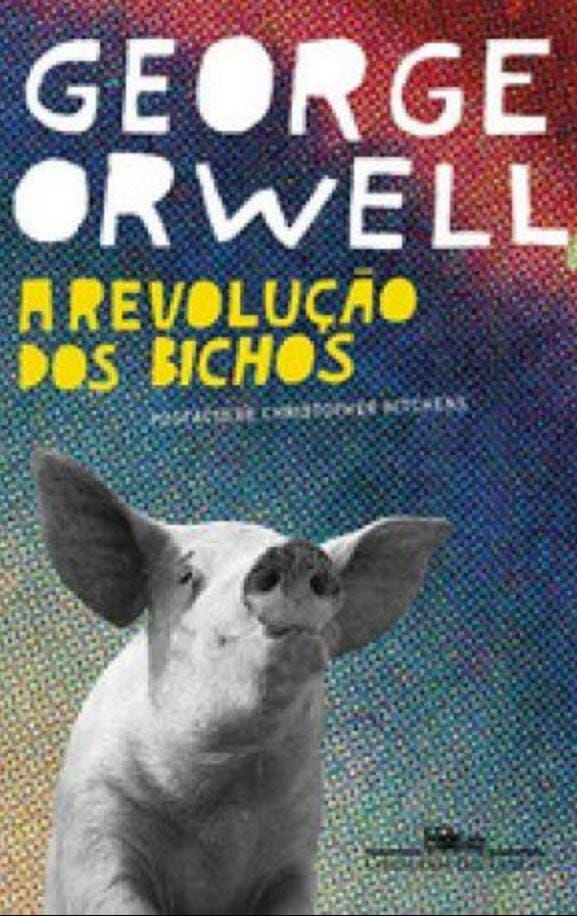 GEORGE
ORWELL
A REVOLUÇÃO
DOS BICHOS
POSFÁCIO DE CHRISTOPHER HITCHENS